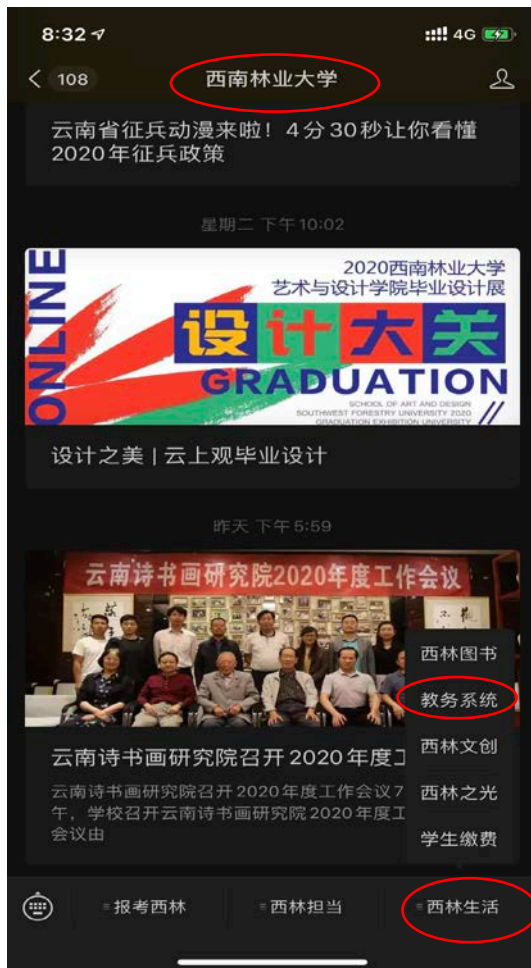 8:32
4G
108
西南林业大学
云南省征兵动漫来啦！4分30秒让你看懂
2020年征兵政策
星期二 下午10:02
ONLINE
2020西南林业大学
艺术与设计学院毕业设计展
设计大美
GRADUATION
SCHOOL OF ART AND DESIGN
SOUTHWEST FORESTRY UNIVERSITY 2020
GRADUATION EXHIBITION UNIVERSITY
设计之美 | 云上观毕业设计
昨天 下午5:59
云南诗书画研究院2020年度工作会议
西林图书
教务系统
西林文创
西林之光
学生缴费
云南诗书画研究院召开2020年度工
云南诗书画研究院召开2020年度工作会议7
午，学校召开云南诗书画研究院2020年度工
会议由
报考西林
西林担当
西林生活